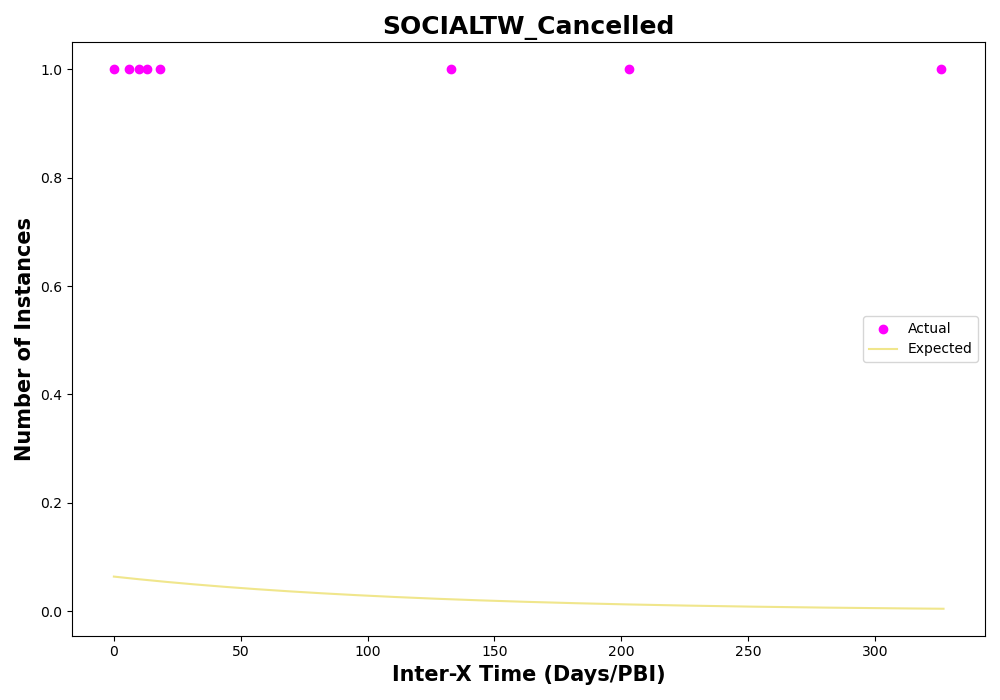 SOCIALTW_Cancelled
Number of Instances
1.0
0.8
0.6
0.4
0.2
0.0
Actual
Expected
0 50 100 150 200 250 300
Inter-X Time (Days/PBI)